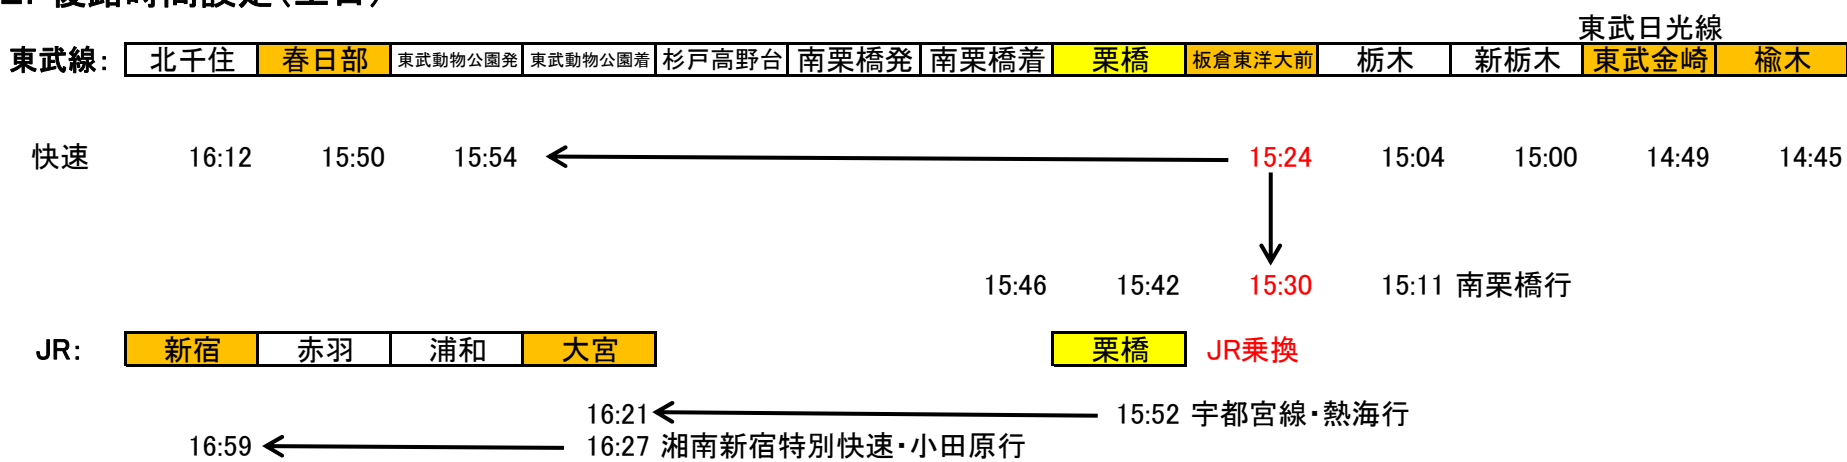 東武日光線
東武線: 北千住 春日部 東武動物公園発 東武動物公園着 杉戸高野台 南栗橋発 南栗橋着 栗橋 板倉東洋大前 栃木 新栃木 東武金崎 楡木
快速 16:12 15:50 15:54 15:24 15:04 15:00 14:49 14:45
15:46 15:42 15:30 15:11 南栗橋行
JR: 新宿 赤羽 浦和 大宮 栗橋 JR乗換
16:21 15:52 宇都宮線・熱海行
16:59 16:27 湘南新宿特別快速・小田原行